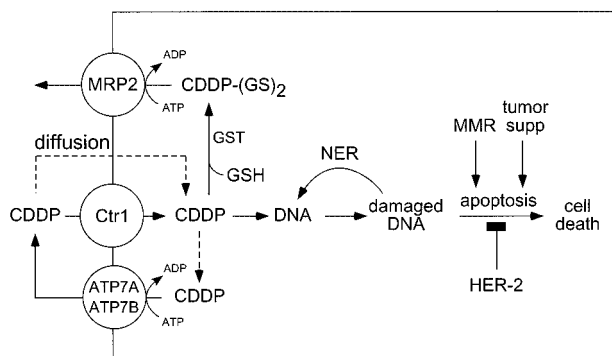 ADP
MRP2
CDDP-(GS)2
ATP
tumor
supp
MMR
diffusion
GST
GSH
NER
CDDP
Ctr1
CDDP
DNA
damaged
DNA
apoptosis
cell
death
ADP
ATP7A
ATP7B
CDDP
ATP
HER-2